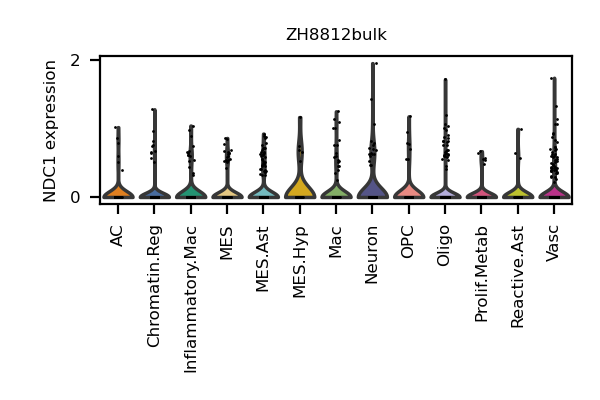 ZH8812bulk
NDC1 expression
2
0
AC
Chromatin.Reg
Inflammatory.Mac
MES
MES.Ast
MES.Hyp
Mac
Neuron
OPC
Oligo
Prolif.Metab
Reactive.Ast
Vasc